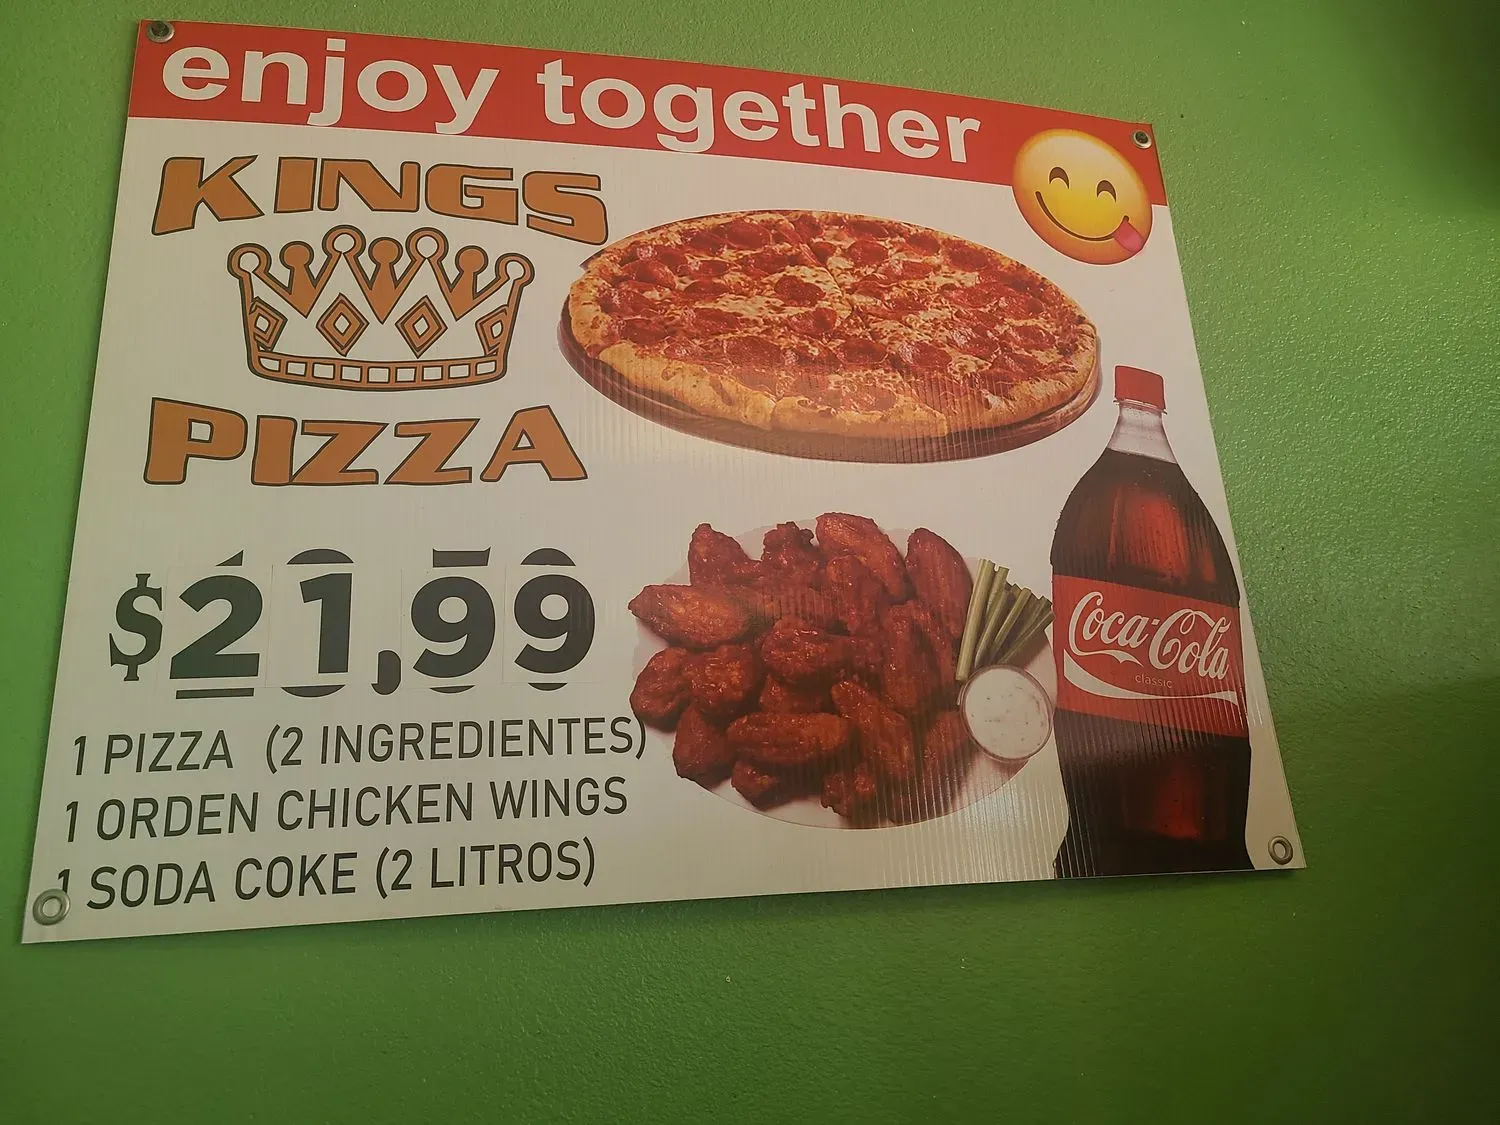 enjoy together
KINGS
PIZZA
$21,99
1 PIZZA (2 INGREDIENTES)
1 ORDEN CHICKEN WINGS
1 SODA COKE (2 LITROS)
Coca-Cola
classic